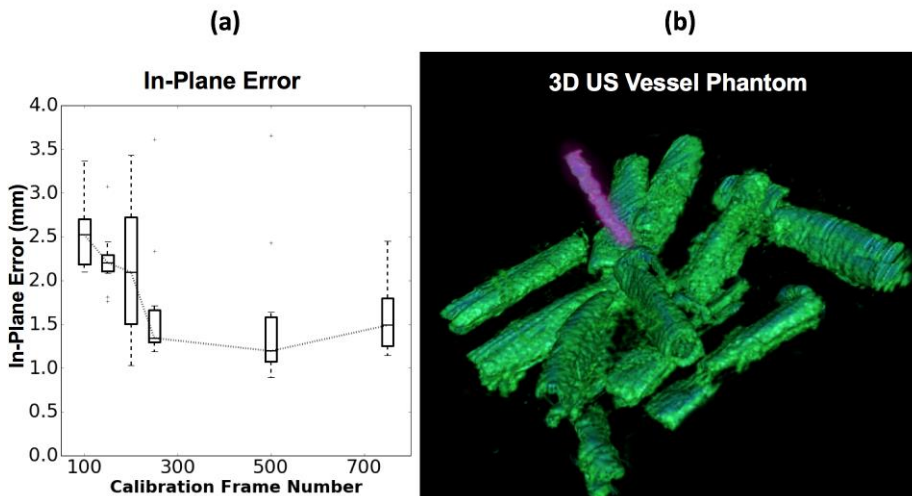 (a)
In-Plane Error
In-Plane Error (mm)
4.0
3.5
3.0
2.5
2.0
1.5
1.0
0.5
0.0
100 300 500 700
Calibration Frame Number
(b)
3D US Vessel Phantom